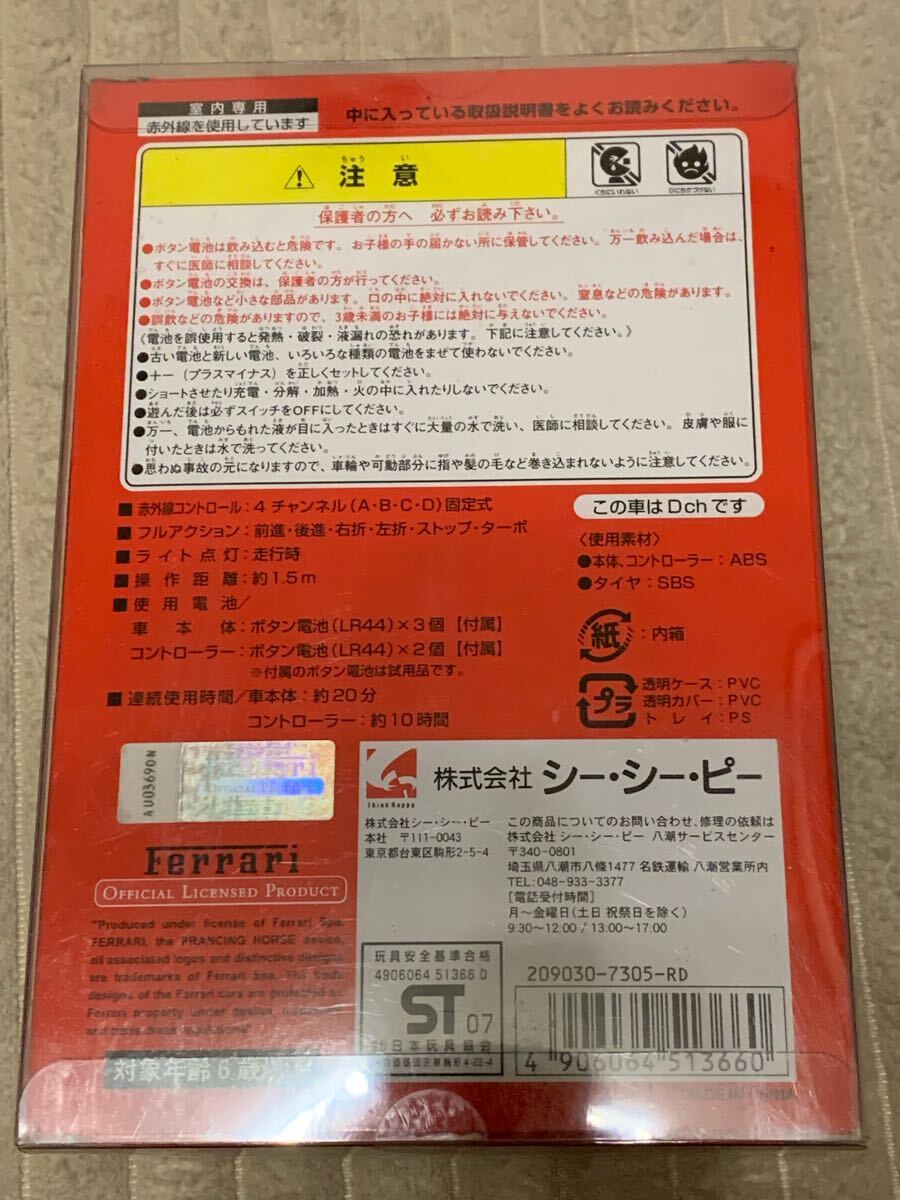 室内専用
赤外線を使用しています
中に入っている取扱説明書をよくお読みください。
注意
くちにいれない
ひにちかづけない
保護者の方へ 必ずお読み下さい。
●ボタン電池は飲み込むと危険です。お子様の手の届かない所に保管してください。万一飲み込んだ場合は、
すぐに医師に相談してください。
●ボタン電池の交換は、保護者の方が行ってください。
●ボタン電池など小さな部品があります。口の中に絶対に入れないでください。窒息などの危険があります。
●誤飲などの危険がありますので、3歳未満のお子様には絶対に与えないでください。
《電池を誤使用すると発熱・破裂・液漏れの恐れがあります。下記に注意してください。》
●古い電池と新しい電池、いろいろな種類の電池をまぜて使わないでください。
●+−(プラスマイナス)を正しくセットしてください。
●ショートさせたり充電・分解・加熱・火の中に入れたりしないでください。
●遊んだ後は必ずスイッチをOFFにしてください。
●万一、電池からもれた液が目に入ったときはすぐに大量の水で洗い、医師に相談してください。皮膚や服に
付いたときは水で洗ってください。
●思わぬ事故の元になりますので、車輪や可動部分に指や髪の毛など巻き込まれないように注意してください。
■赤外線コントロール:4チャンネル(A・B・C・D)固定式
■フルアクション:前進・後進・右折・左折・ストップ・ターボ
■ライト点灯:走行時
■操作距離:約1.5m
■使用電池/
車本体:ボタン電池(LR44)×3個【付属】
コントローラー:ボタン電池(LR44)×2個【付属】
※付属のボタン電池は試用品です。
■連続使用時間/車本体:約20分
コントローラー:約10時間
この車はDchです
〈使用素材〉
●本体、コントローラー:ABS
●タイヤ:SBS
紙:内箱
プラ
透明ケース:PVC
透明カバー:PVC
トレイ:PS
AU03690N
OFFICIAL PRODUCT
Ferrari
OFFICIAL LICENSED PRODUCT
"Produced under license of Ferrari Spa.
FERRARI, the PRANCING HORSE device,
all associated logos and distinctive designs
are trademarks of Ferrari Spa. The body
designs of the Ferrari cars are protected as
Ferrari property under design, trademark
and trade dress regulations"
対象年齢6歳
Think Happy
株式会社 シー・シー・ピー
株式会社シー・シー・ピー
本社 〒111-0043
東京都台東区駒形2-5-4
この商品についてのお問い合わせ、修理の依頼は
株式会社 シー・シー・ピー 八潮サービスセンター
〒340-0801
埼玉県八潮市八條1477 名鉄運輸 八潮営業所内
TEL:048-933-3377
[電話受付時間]
月〜金曜日(土日 祝祭日を除く)
9:30〜12:00 / 13:00〜17:00
玩具安全基準合格
4906064 51366 D
ST 07
日本玩具協会
209030-7305-RD
4 906064 513660
MADE IN CHINA